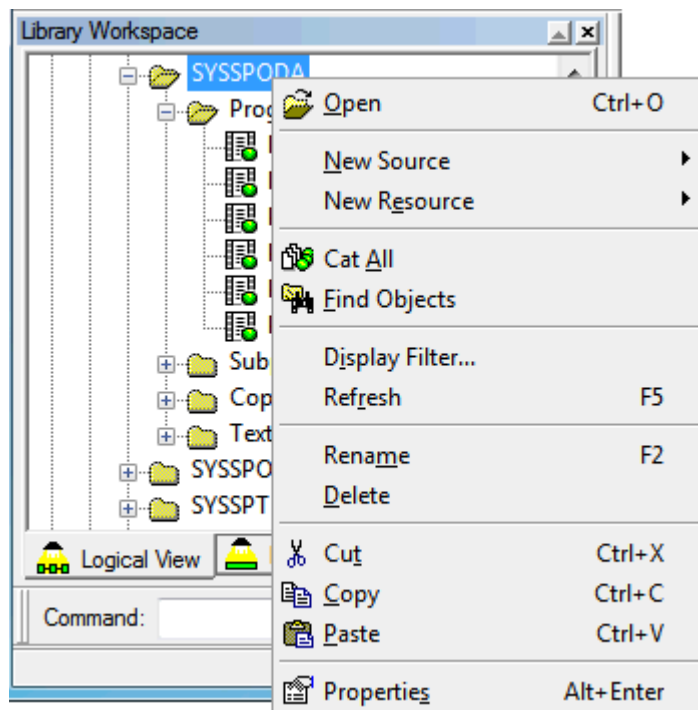 Library Workspace
SYSSPODA
Prog
Open Ctrl+O
New Source
New Resource
Cat All
Find Objects
Display Filter...
Sub
Refresh F5
Cop
Text
Rename F2
SYSSPO
Delete
SYSSPT
Logical View
Cut Ctrl+X
Copy Ctrl+C
Command:
Paste Ctrl+V
Properties Alt+Enter